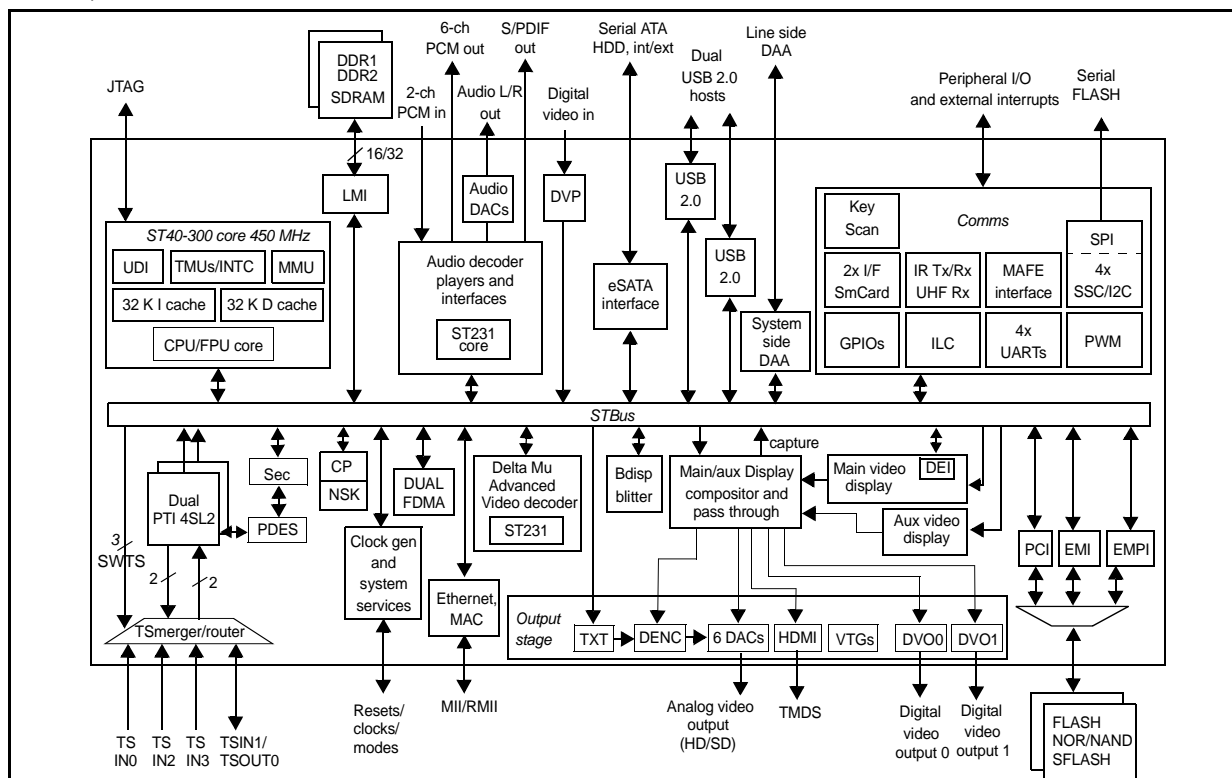 JTAG
DDR1
DDR2
SDRAM
16/32
LMI
6-ch
PCM out
S/PDIF
out
2-ch
PCM in
Audio L/R
out
Digital
video in
Serial ATA
HDD, int/ext
Dual
USB 2.0
hosts
Line side
DAA
Peripheral I/O
and external interrupts
Serial
FLASH
ST40-300 core 450 MHz
UDI
TMUs/INTC
MMU
32 K I cache
32 K D cache
CPU/FPU core
Audio
DACs
DVP
Audio decoder
players and
interfaces
ST231
core
eSATA
interface
USB
2.0
USB
2.0
System
side
DAA
Comms
Key
Scan
SPI
2x I/F
SmCard
IR Tx/Rx
UHF Rx
MAFE
interface
4x
SSC/I2C
GPIOs
ILC
4x
UARTs
PWM
STBus
3
SWTS
Dual
PTI 4SL2
2
2
Sec
PDES
CP
NSK
DUAL
FDMA
Clock gen
and
system
services
Ethernet,
MAC
Delta Mu
Advanced
Video decoder
ST231
Bdisp
blitter
capture
Main/aux Display
compositor and
pass through
Main video
display
DEI
Aux video
display
PCI
EMI
EMPI
TSmerger/router
Output
stage
TXT
DENC
6 DACs
HDMI
VTGs
DVO0
DVO1
TS
IN0
TS
IN2
TS
IN3
TSIN1/
TSOUT0
Resets/
clocks/
modes
MII/RMII
Analog video
output
(HD/SD)
TMDS
Digital
video
output 0
Digital
video
output 1
FLASH
NOR/NAND
SFLASH